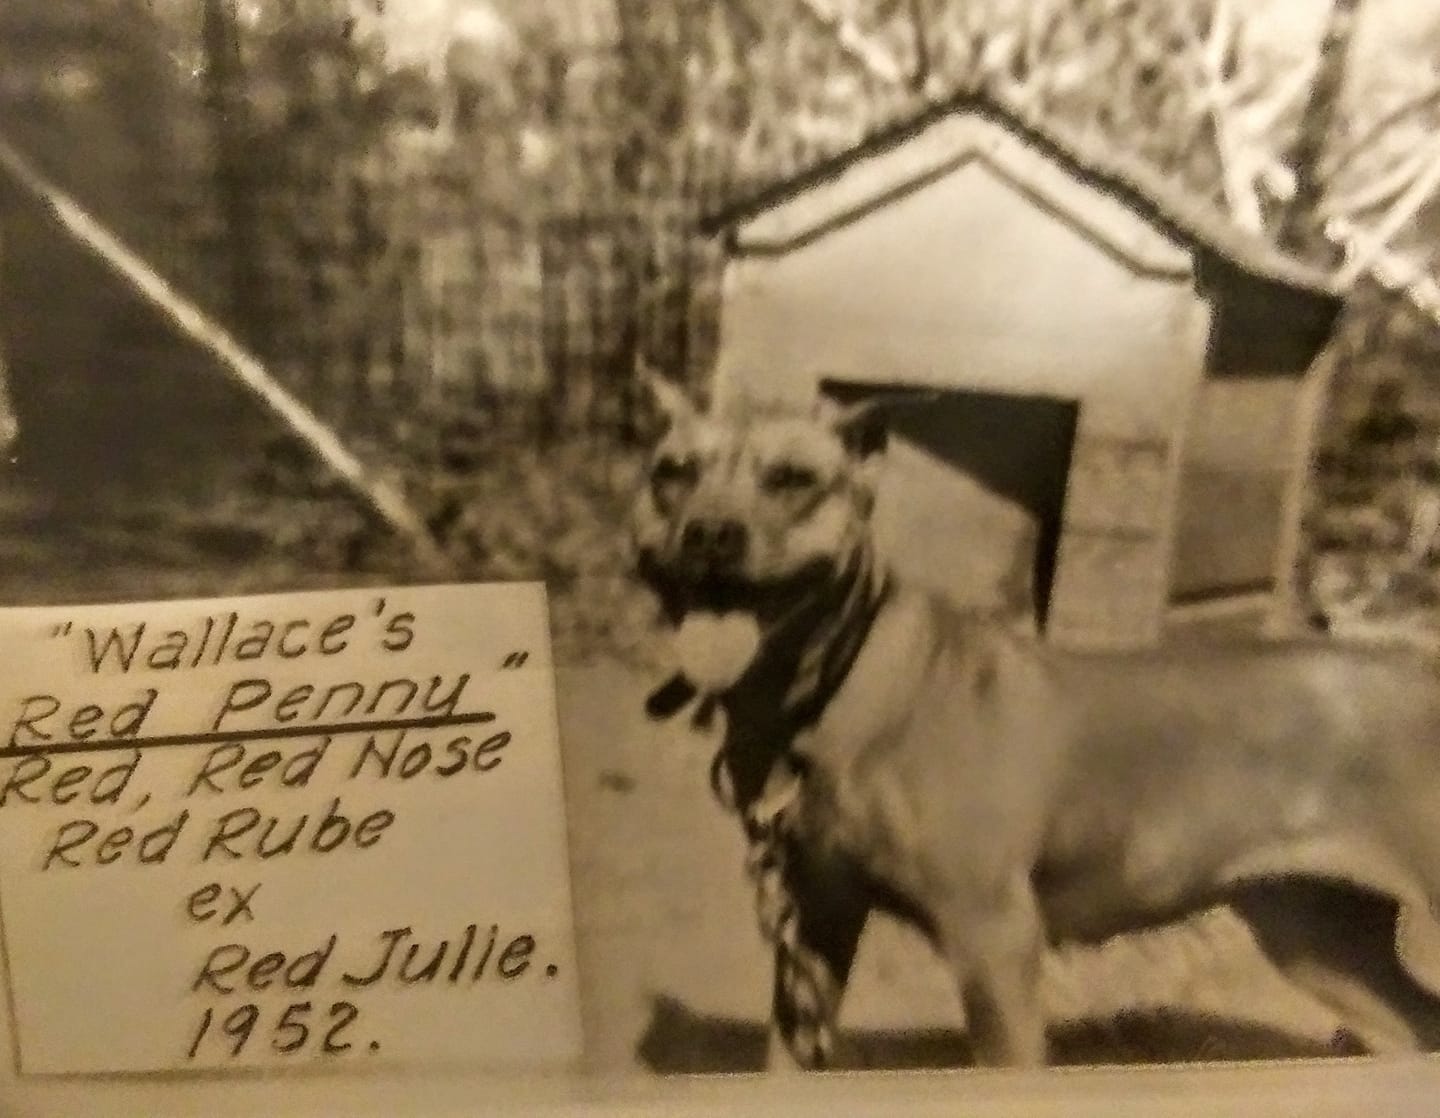 "Wallace's
Red Penny"
Red, Red Nose
Red Rube
ex
Red Julie.
1952.